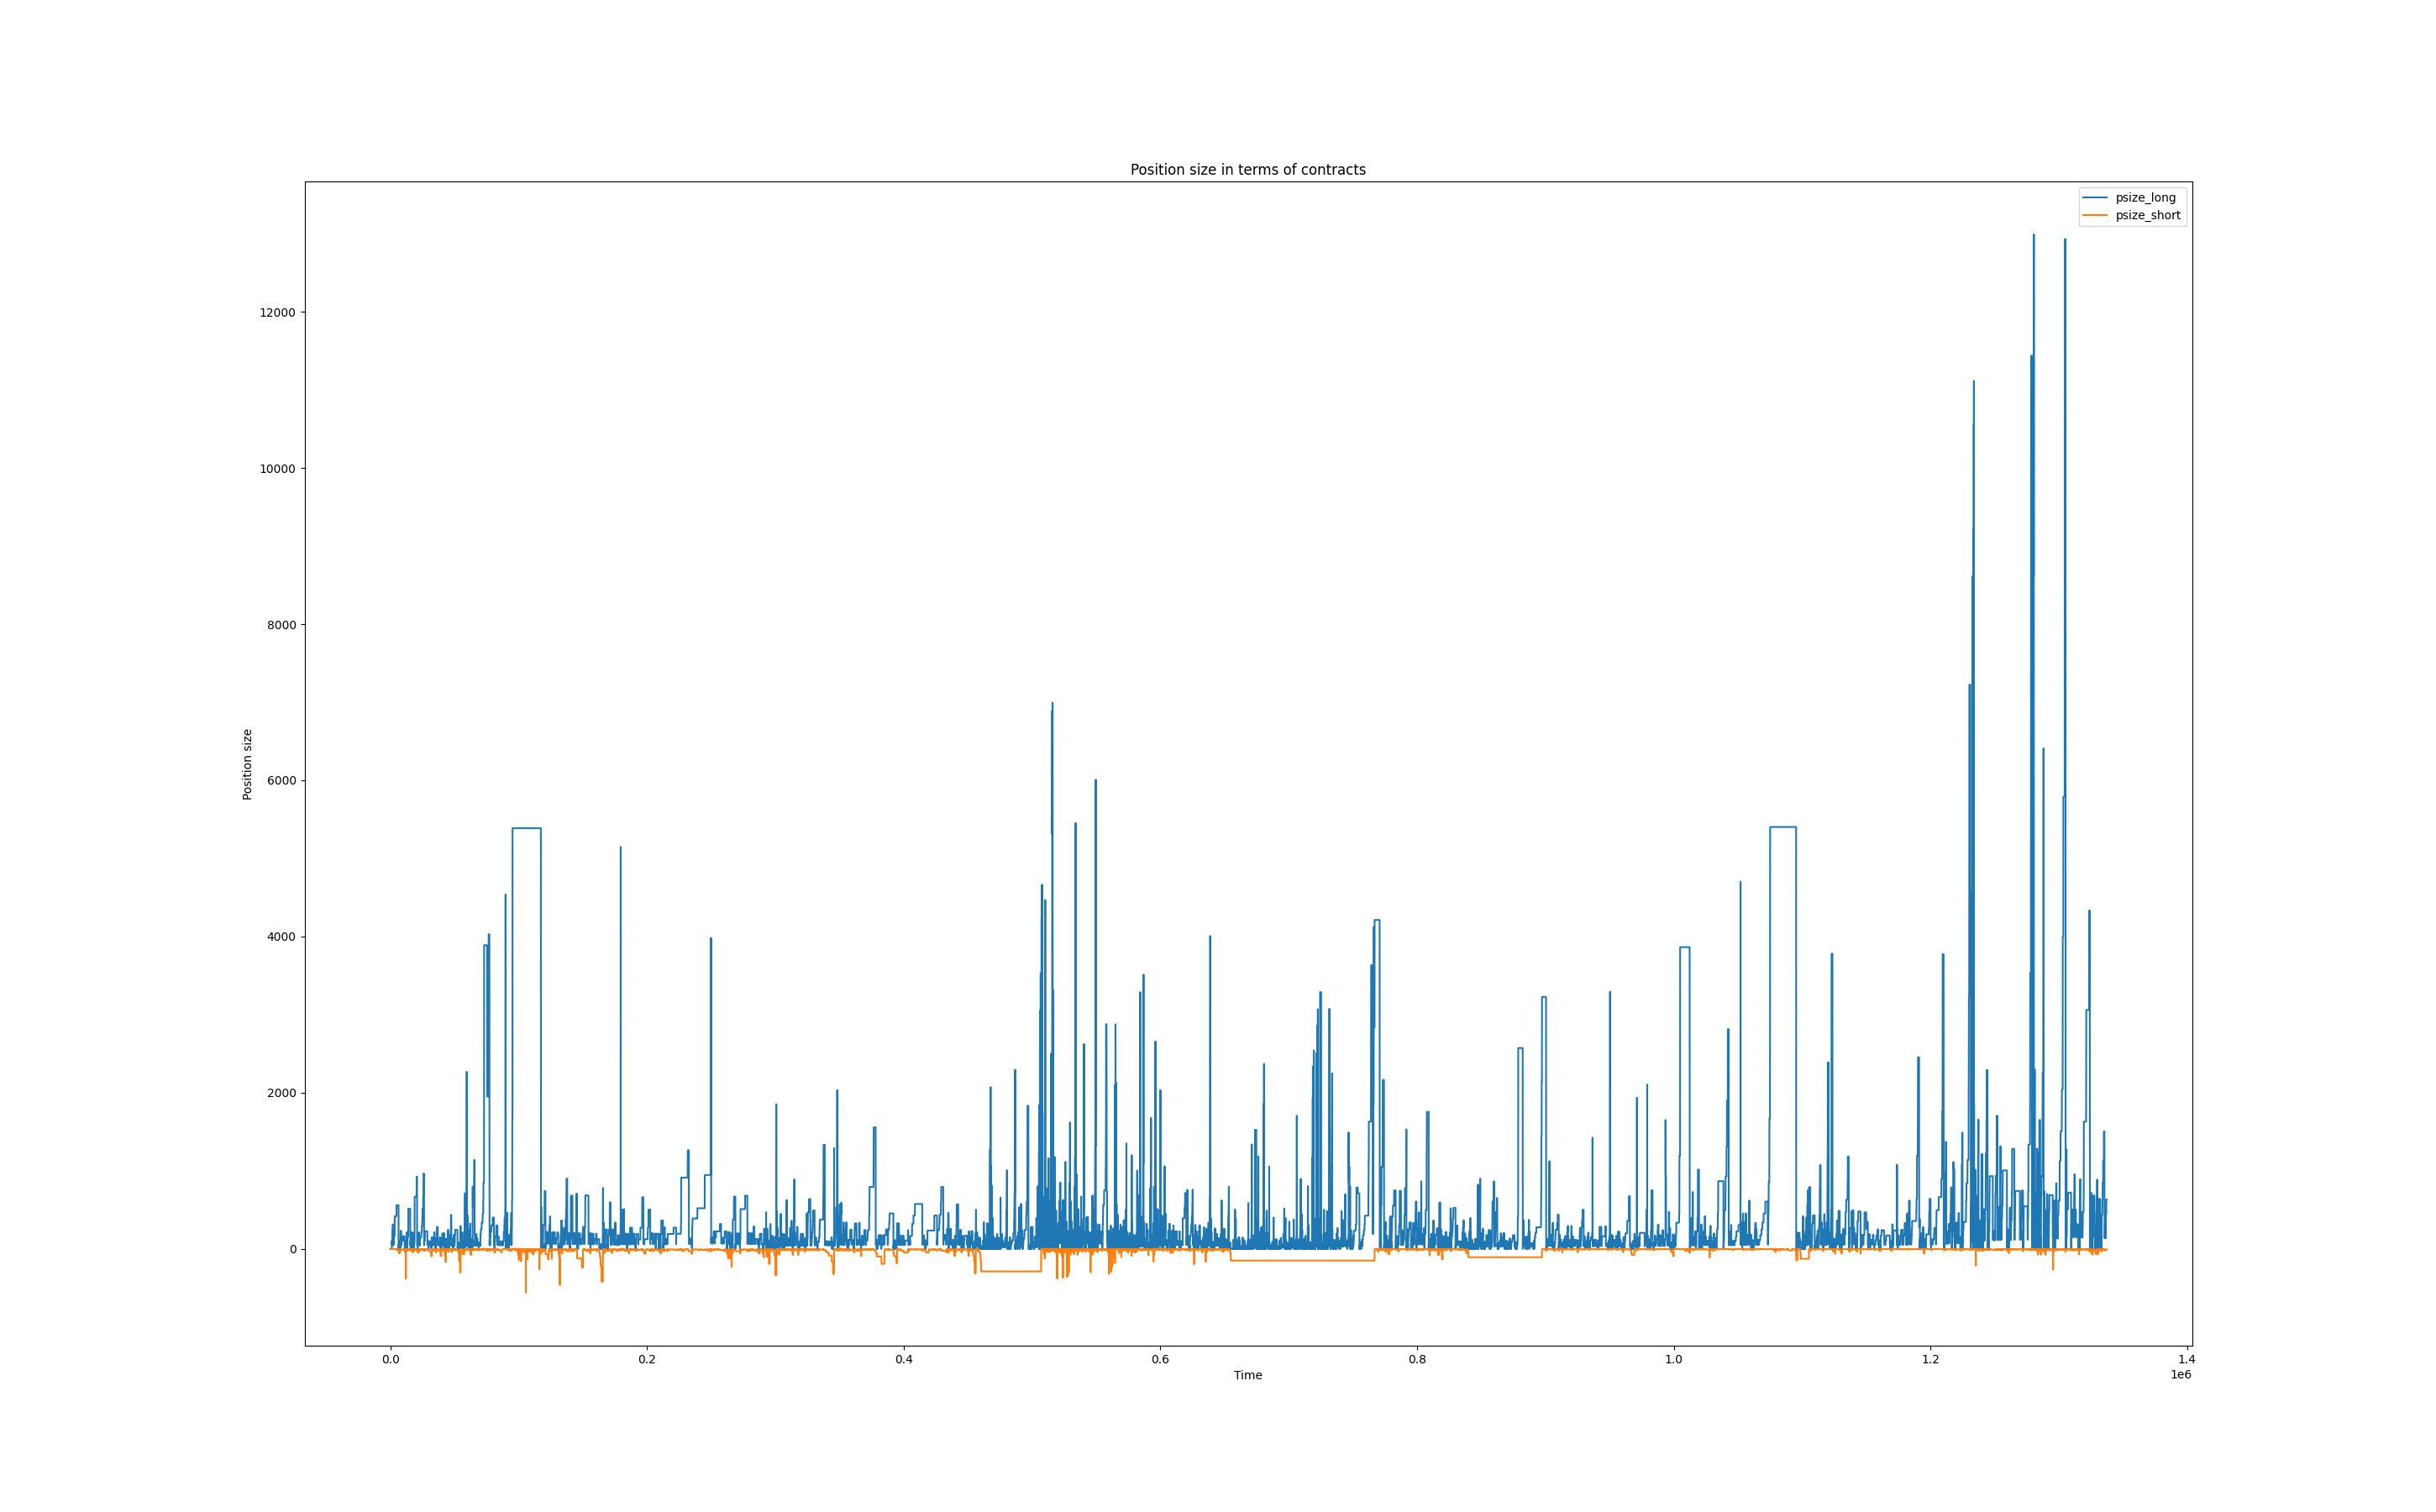 Position size in terms of contracts
psize_long
psize_short
12000
10000
8000
6000
4000
2000
0
Position size
0.0 0.2 0.4 0.6 0.8 1.0 1.2 1.4
Time
1e6